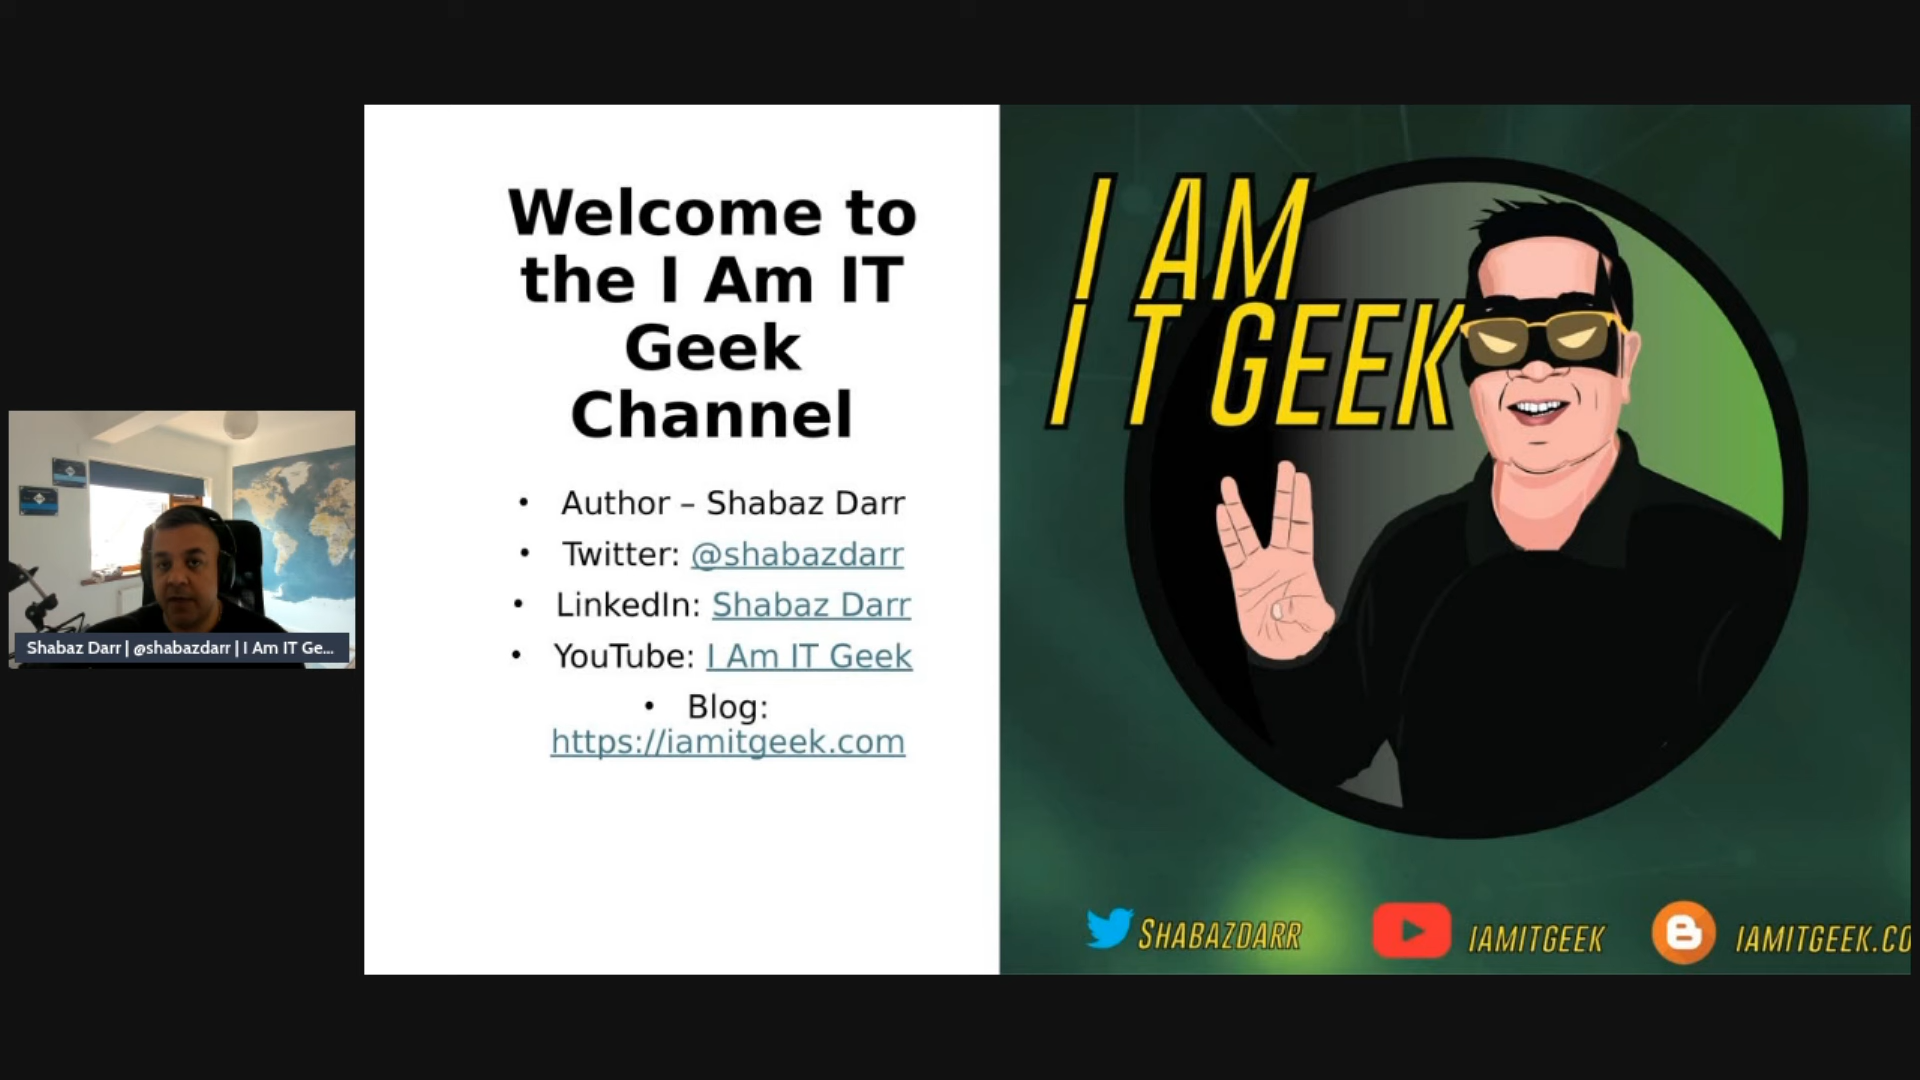 Welcome to
the I Am IT
Geek
Channel
• Author – Shabaz Darr
• Twitter: @shabazdarr
• LinkedIn: Shabaz Darr
• YouTube: I Am IT Geek
• Blog:
https://iamitgeek.com
I AM
IT GEEK
Shabaz Darr | @shabazdarr | I Am IT Ge...
SHABAZDARR
IAMITGEEK
IAMITGEEK.CO